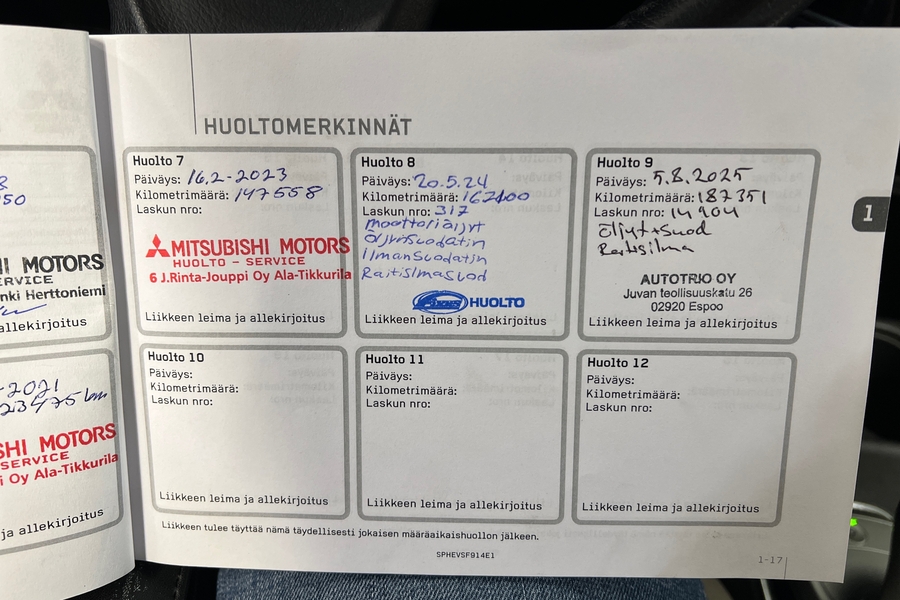 8
50
I MOTORS
ERVICE
nki Herttoniemi
allekirjoitus
-2021
23475 km
SHI MOTORS
SERVICE
i Oy Ala-Tikkurila
ja allekirjoitus
HUOLTOMERKINNÄT
Huolto 7
Päiväys: 16.2-2023
Kilometrimäärä: 147558
Laskun nro:
MITSUBISHI MOTORS
HUOLTO - SERVICE
6 J.Rinta-Jouppi Oy Ala-Tikkurila
Liikkeen leima ja allekirjoitus
Huolto 8
Päiväys: 20.5.24
Kilometrimäärä: 162100
Laskun nro: 317
moottoriöljyt
öljynsuodatin
Ilmansuodatin
Raitisilmasuod
HUOLTO
Liikkeen leima ja allekirjoitus
Huolto 9
Päiväys: 5.8.2025
Kilometrimäärä: 187351
Laskun nro: 14904
öljyt+suod
Raitisilma
AUTOTRIO OY
Juvan teollisuuskatu 26
02920 Espoo
Liikkeen leima ja allekirjoitus
1
Huolto 10
Päiväys:
Kilometrimäärä:
Laskun nro:
Liikkeen leima ja allekirjoitus
Huolto 11
Päiväys:
Kilometrimäärä:
Laskun nro:
Liikkeen leima ja allekirjoitus
Huolto 12
Päiväys:
Kilometrimäärä:
Laskun nro:
Liikkeen leima ja allekirjoitus
Liikkeen tulee täyttää nämä täydellisesti jokaisen määräaikaishuollon jälkeen.
SPHEVSF914E1
1-17